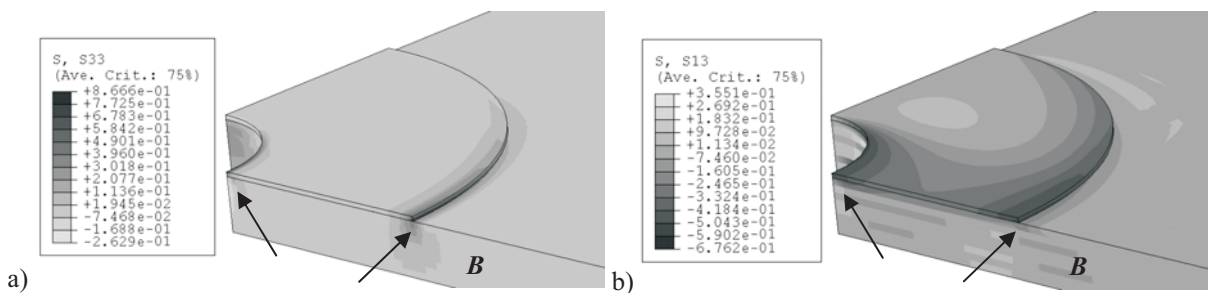 S, S33
(Ave. Crit.: 75%)
+8.666e-01
+7.725e-01
+6.783e-01
+5.842e-01
+4.901e-01
+3.960e-01
+3.018e-01
+2.077e-01
+1.136e-01
+1.945e-02
-7.468e-02
-1.688e-01
-2.629e-01
B
a)
S, S13
(Ave. Crit.: 75%)
+3.551e-01
+2.692e-01
+1.832e-01
+9.728e-02
+1.134e-02
-7.460e-02
-1.605e-01
-2.465e-01
-3.324e-01
-4.184e-01
-5.043e-01
-5.902e-01
-6.762e-01
B
b)